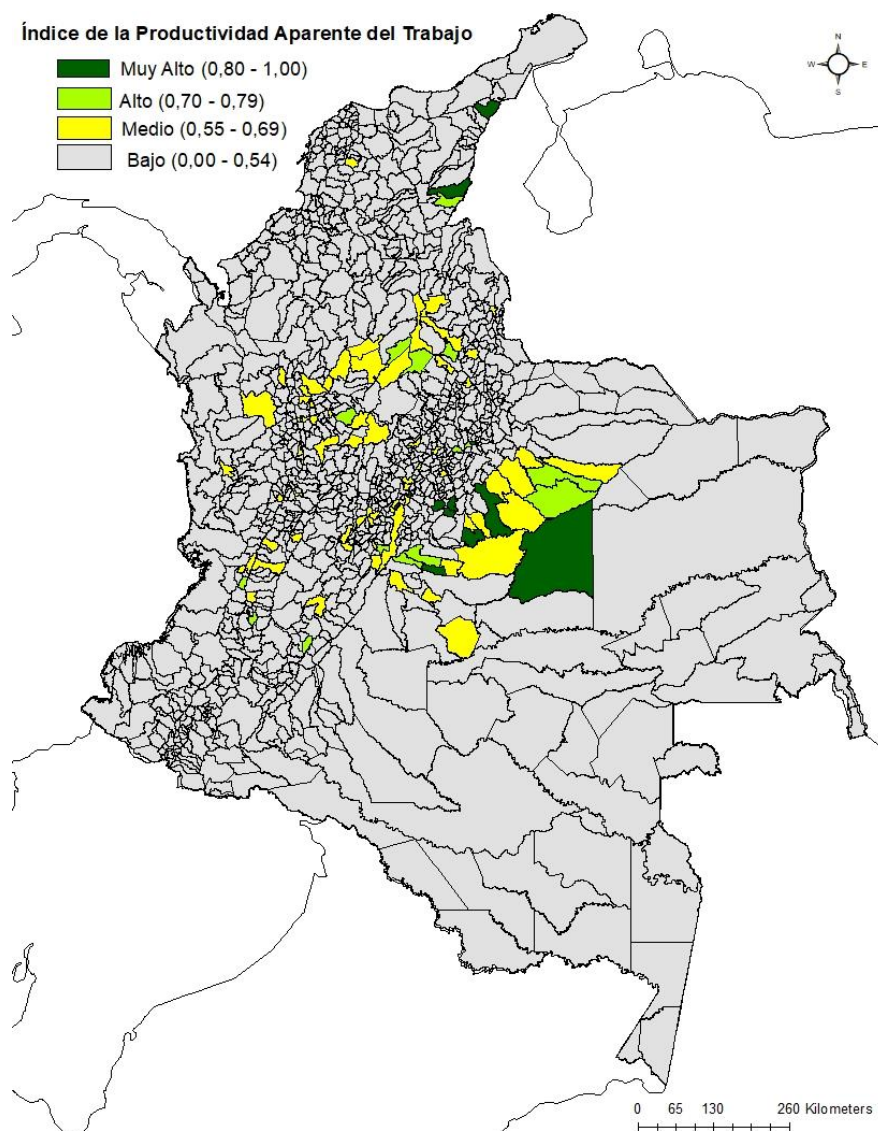 Índice de la Productividad Aparente del Trabajo
Muy Alto (0,80 - 1,00)
Alto (0,70 - 0,79)
Medio (0,55 - 0,69)
Bajo (0,00 - 0,54)
N
W E
S
0 65 130 260 Kilometers